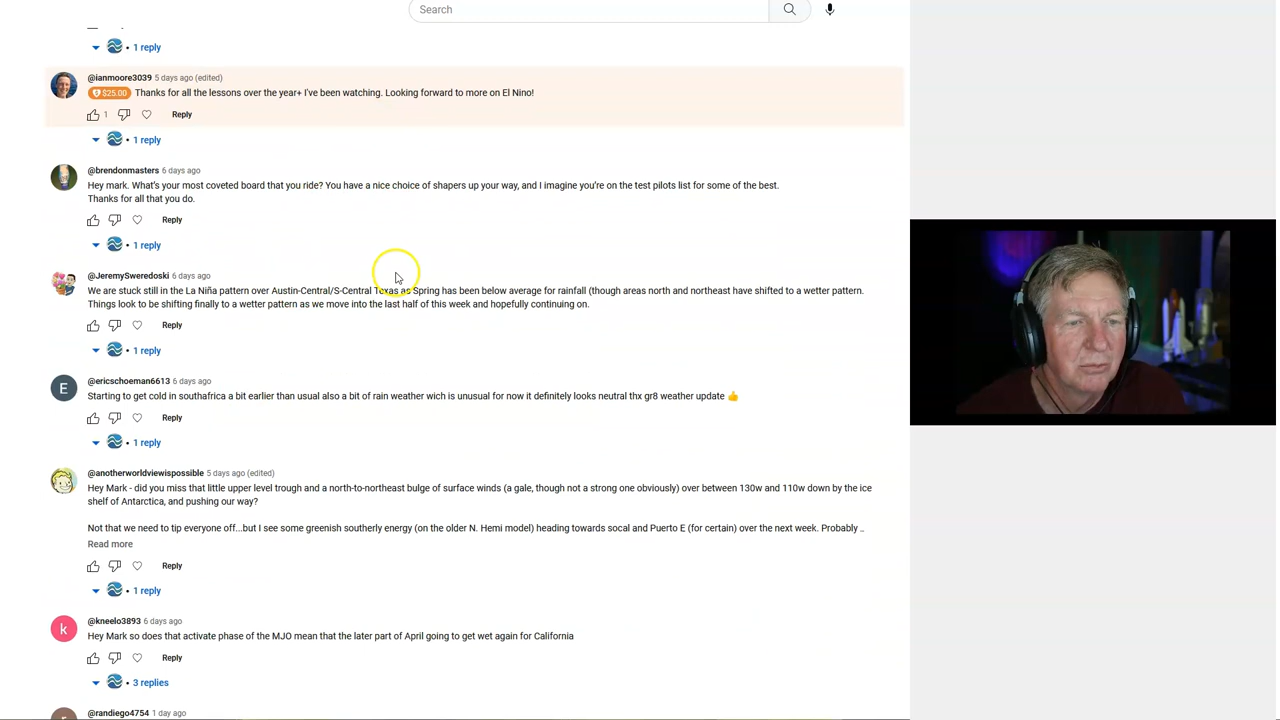 Search
1 reply
@ianmoore3039 5 days ago (edited)
$25.00 Thanks for all the lessons over the year+ I've been watching. Looking forward to more on El Nino!
1 Reply
1 reply
@brendonmasters 6 days ago
Hey mark. What's your most coveted board that you ride? You have a nice choice of shapers up your way, and I imagine you're on the test pilots list for some of the best.
Thanks for all that you do.
Reply
1 reply
@JeremySweredoski 6 days ago
We are stuck still in the La Niña pattern over Austin-Central/S-Central Texas as Spring has been below average for rainfall (though areas north and northeast have shifted to a wetter pattern.
Things look to be shifting finally to a wetter pattern as we move into the last half of this week and hopefully continuing on.
Reply
1 reply
E
@ericschoeman6613 6 days ago
Starting to get cold in southafrica a bit earlier than usual also a bit of rain weather wich is unusual for now it definitely looks neutral thx gr8 weather update 👍
Reply
1 reply
@anotherworldviewispossible 5 days ago (edited)
Hey Mark - did you miss that little upper level trough and a north-to-northeast bulge of surface winds (a gale, though not a strong one obviously) over between 130w and 110w down by the ice
shelf of Antarctica, and pushing our way?
Not that we need to tip everyone off...but I see some greenish southerly energy (on the older N. Hemi model) heading towards socal and Puerto E (for certain) over the next week. Probably ..
Read more
Reply
1 reply
k
@kneelo3893 6 days ago
Hey Mark so does that activate phase of the MJO mean that the later part of April going to get wet again for California
Reply
3 replies
@randiego4754 1 day ago